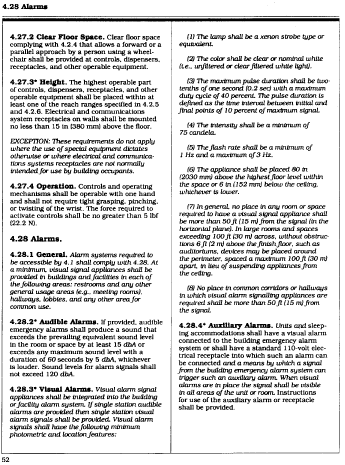 4.28 Alarms
4.27.2 Clear Floor Space. Clear floor space
complying with 4.2.4 that allows a forward or a
parallel approach by a person using a wheel-
chair shall be provided at controls, dispensers,
receptacles, and other operable equipment.
4.27.3* Height. The highest operable part
of controls, dispensers, receptacles, and other
operable equipment shall be placed within at
least one of the reach ranges specified in 4.2.5
and 4.2.6. Electrical and communications
system receptacles on walls shall be mounted
no less than 15 in (380 mm) above the floor.
EXCEPTION: These requirements do not apply
where the use of special equipment dictates
otherwise or where electrical and communica-
tions systems receptacles are not normally
intended for use by building occupants.
4.27.4 Operation. Controls and operating
mechanisms shall be operable with one hand
and shall not require tight grasping, pinching,
or twisting of the wrist. The force required to
activate controls shall be no greater than 5 lbf
(22.2 N).
4.28 Alarms.
4.28.1 General. Alarm systems required to
be accessible by 4.1 shall comply with 4.28. At
a minimum, visual signal appliances shall be
provided in buildings and facilities in each of
the following areas: restrooms and any other
general usage areas (e.g., meeting rooms),
hallways, lobbies, and any other area for
common use.
4.28.2* Audible Alarms. If provided, audible
emergency alarms shall produce a sound that
exceeds the prevailing equivalent sound level
in the room or space by at least 15 dbA or
exceeds any maximum sound level with a
duration of 60 seconds by 5 dbA, whichever
is louder. Sound levels for alarm signals shall
not exceed 120 dbA.
4.28.3* Visual Alarms. Visual alarm signal
appliances shall be integrated into the building
or facility alarm system. If single station audible
alarms are provided then single station visual
alarm signals shall be provided. Visual alarm
signals shall have the following minimum
photometric and location features:
(1) The lamp shall be a xenon strobe type or
equivalent.
(2) The color shall be clear or nominal white
(i.e., unfiltered or clear filtered white light).
(3) The maximum pulse duration shall be two-
tenths of one second (0.2 sec) with a maximum
duty cycle of 40 percent. The pulse duration is
defined as the time interval between initial and
final points of 10 percent of maximum signal.
(4) The intensity shall be a minimum of
75 candela.
(5) The flash rate shall be a minimum of
1 Hz and a maximum of 3 Hz.
(6) The appliance shall be placed 80 in
(2030 mm) above the highest floor level within
the space or 6 in (152 mm) below the ceiling,
whichever is lower.
(7) In general, no place in any room or space
required to have a visual signal appliance shall
be more than 50 ft (15 m) from the signal (in the
horizontal plane). In large rooms and spaces
exceeding 100 ft (30 m) across, without obstruc-
tions 6 ft (2 m) above the finish floor, such as
auditoriums, devices may be placed around
the perimeter, spaced a maximum 100 ft (30 m)
apart, in lieu of suspending appliances from
the ceiling.
(8) No place in common corridors or hallways
in which visual alarm signalling appliances are
required shall be more than 50 ft (15 m) from
the signal.
4.28.4* Auxiliary Alarms. Units and sleep-
ing accommodations shall have a visual alarm
connected to the building emergency alarm
system or shall have a standard 110-volt elec-
trical receptacle into which such an alarm can
be connected and a means by which a signal
from the building emergency alarm system can
trigger such an auxiliary alarm. When visual
alarms are in place the signal shall be visible
in all areas of the unit or room. Instructions
for use of the auxiliary alarm or receptacle
shall be provided.
52